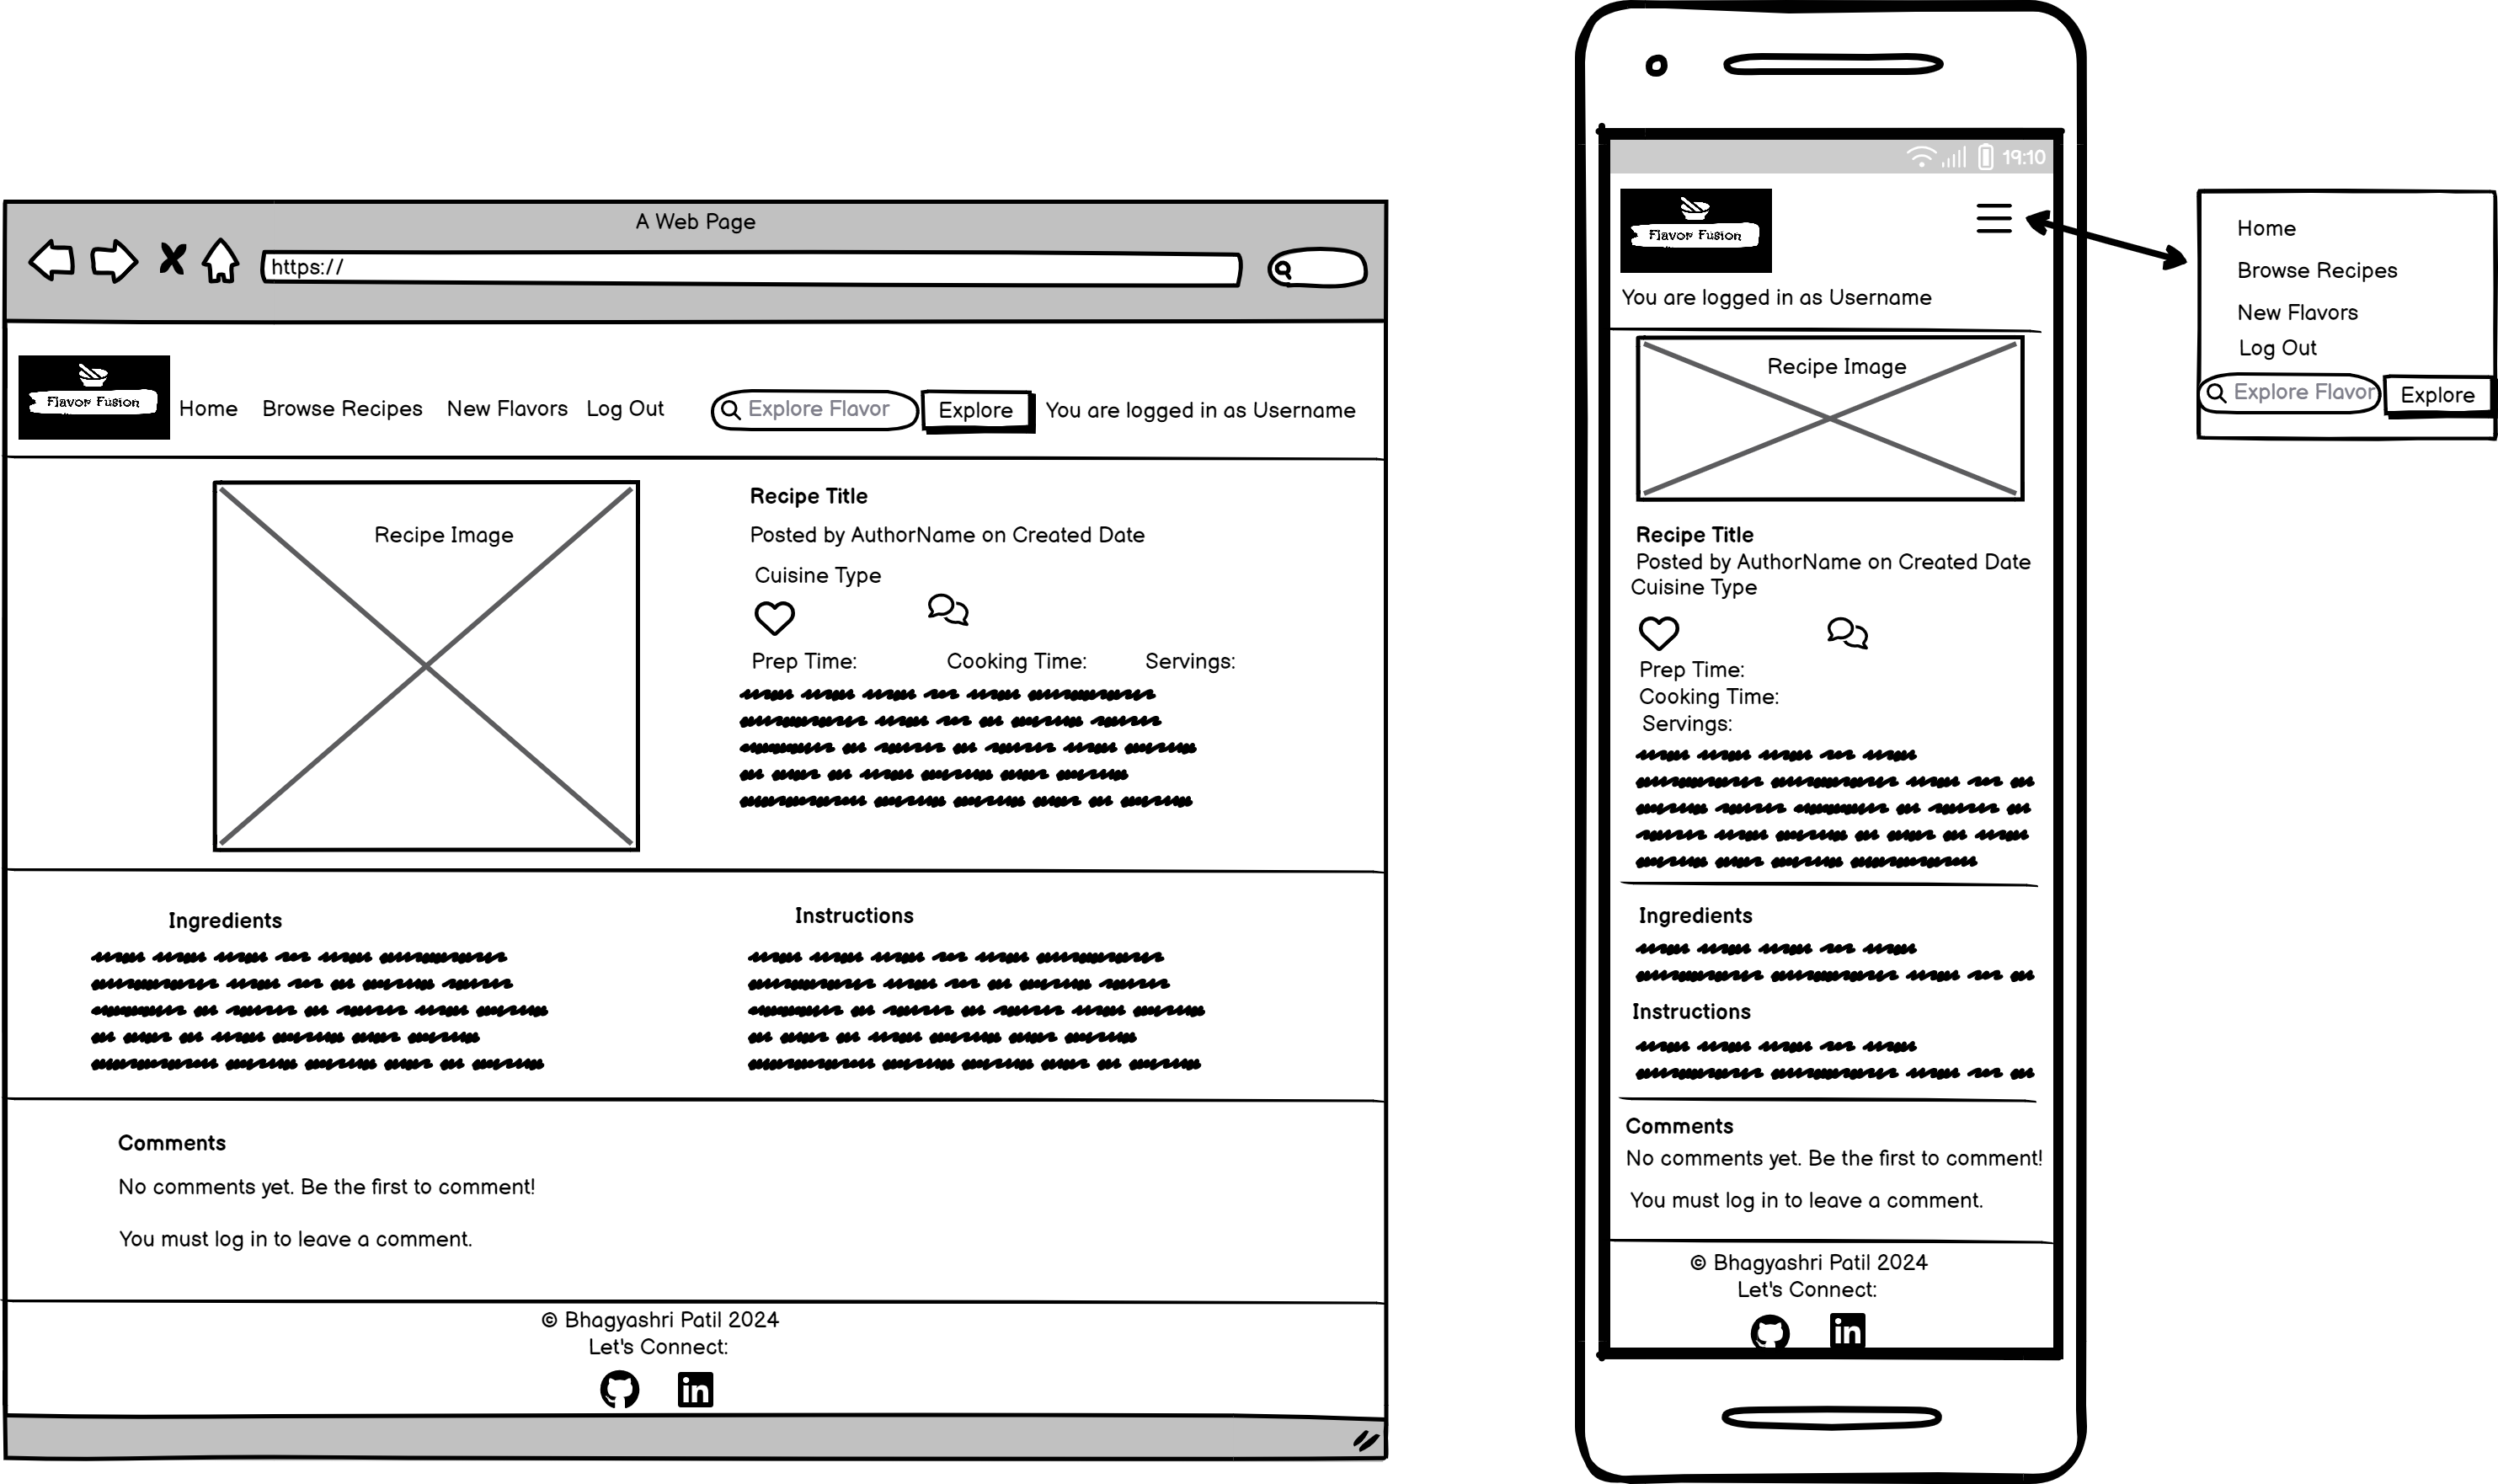 A Web Page
https://
Flavor Fusion
Home Browse Recipes New Flavors Log Out Explore Flavor Explore You are logged in as Username
Recipe Image
Recipe Title
Posted by AuthorName on Created Date
Cuisine Type
Prep Time: Cooking Time: Servings:
Ingredients
Instructions
Comments
No comments yet. Be the first to comment!
You must log in to leave a comment.
© Bhagyashri Patil 2024
Let's Connect:
in
19:10
Flavor Fusion
You are logged in as Username
Recipe Image
Recipe Title
Posted by AuthorName on Created Date
Cuisine Type
Prep Time:
Cooking Time:
Servings:
Ingredients
Instructions
Comments
No comments yet. Be the first to comment!
You must log in to leave a comment.
© Bhagyashri Patil 2024
Let's Connect:
in
Home
Browse Recipes
New Flavors
Log Out
Explore Flavor Explore